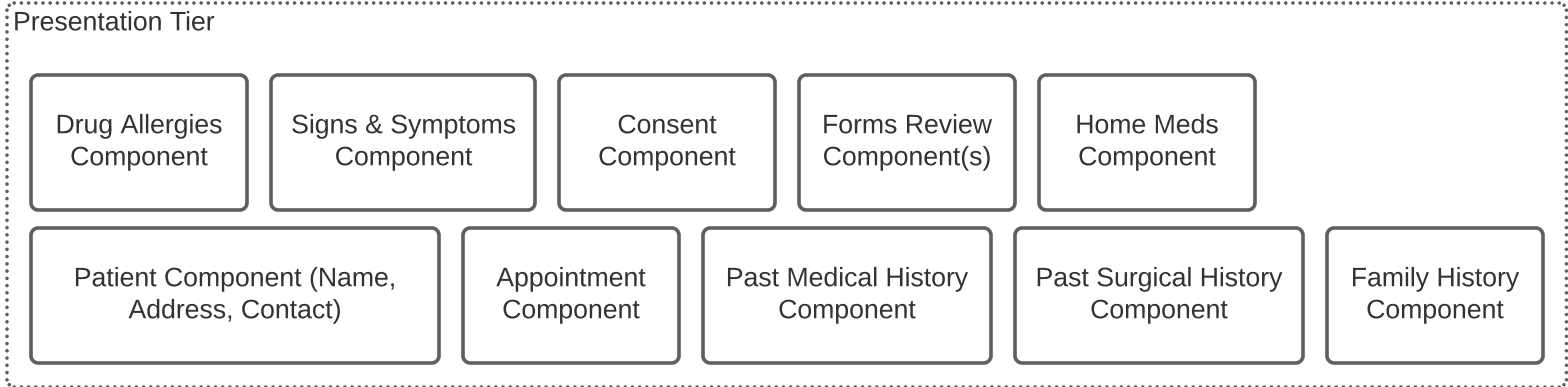 Presentation Tier
Drug Allergies
Component
Signs & Symptoms
Component
Consent
Component
Forms Review
Component(s)
Home Meds
Component
Patient Component (Name,
Address, Contact)
Appointment
Component
Past Medical History
Component
Past Surgical History
Component
Family History
Component